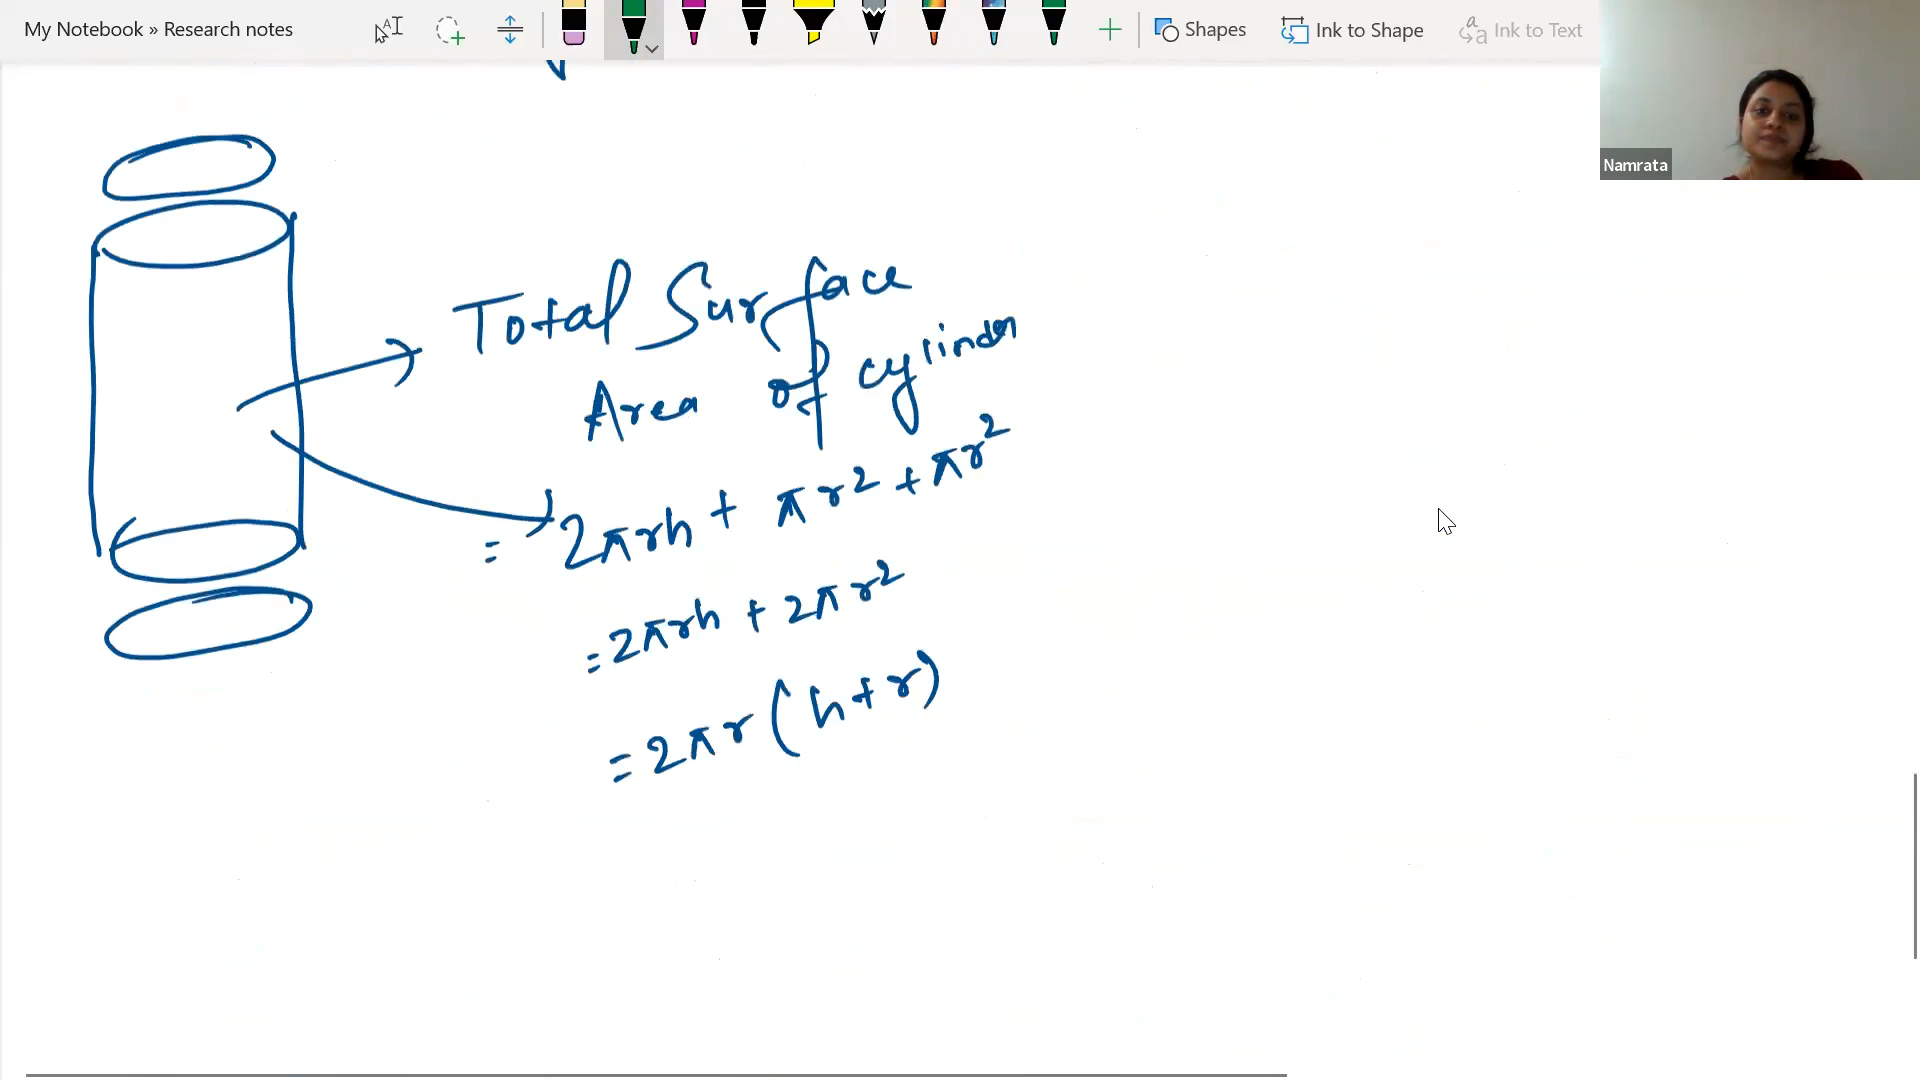 My Notebook » Research notes
Shapes
Ink to Shape
Ink to Text
Namrata
Total Surface
Area of cylinder
= 2πrh + πr² + πr²
= 2πrh + 2πr²
= 2πr (h+r)